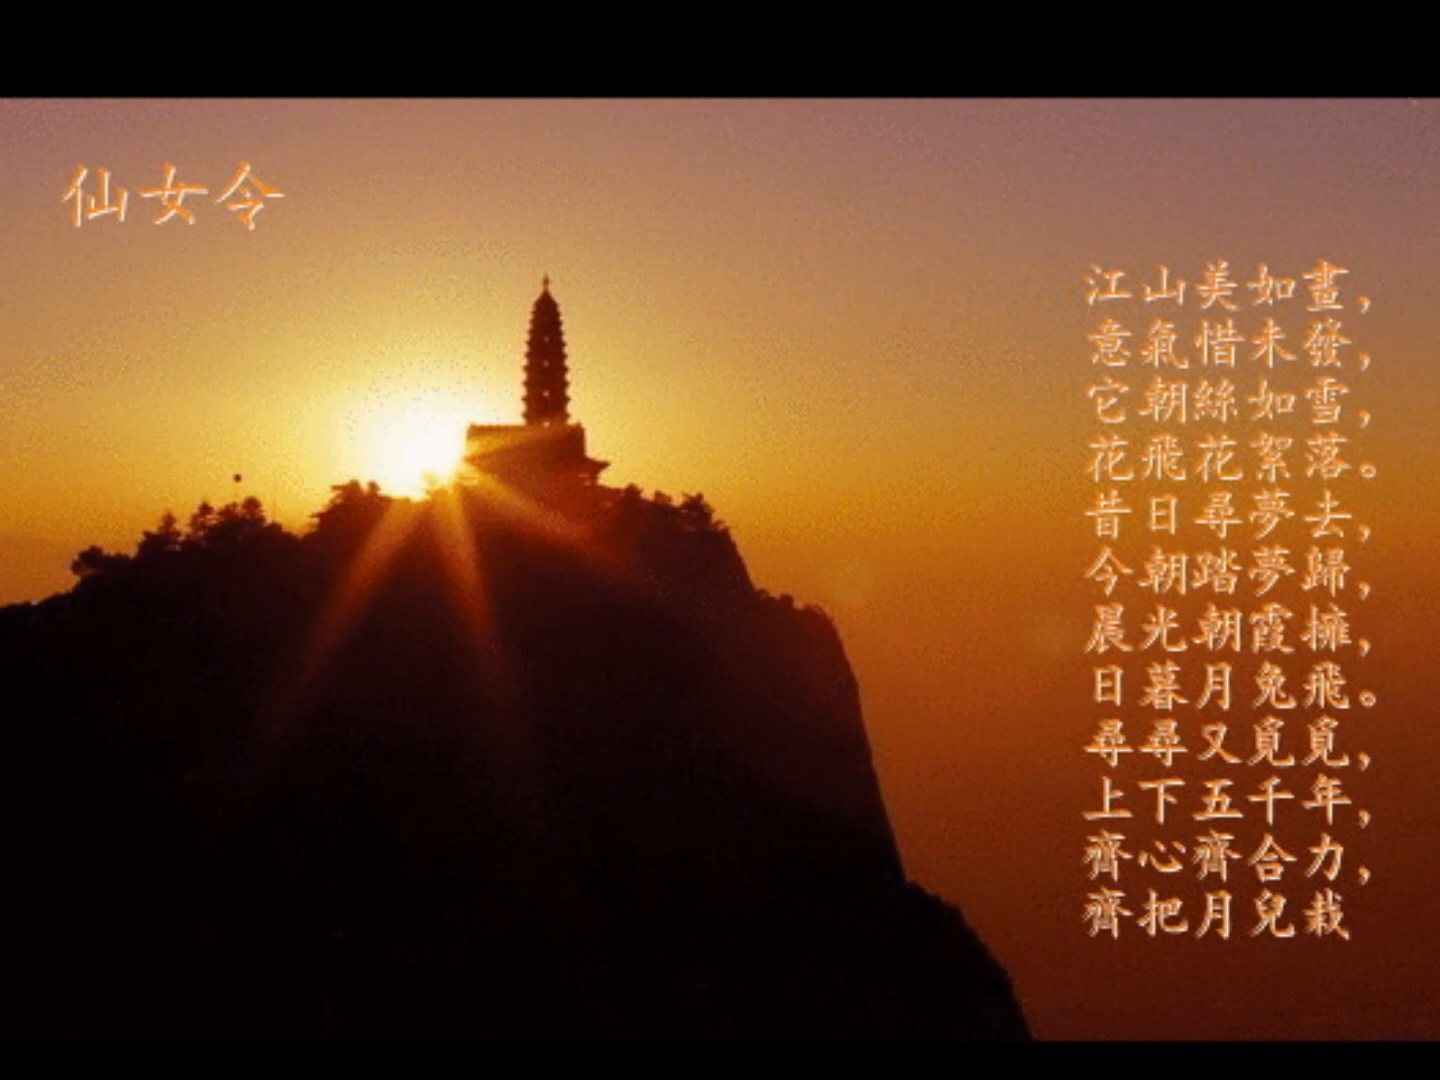 仙女令
江山美如畫，
意氣惜未發，
它朝絲如雪，
花飛花絮落。
昔日尋夢去，
今朝踏夢歸，
晨光朝霞擁，
日暮月兔飛。
尋尋又覓覓，
上下五千年，
齊心齊合力，
齊把月兒栽